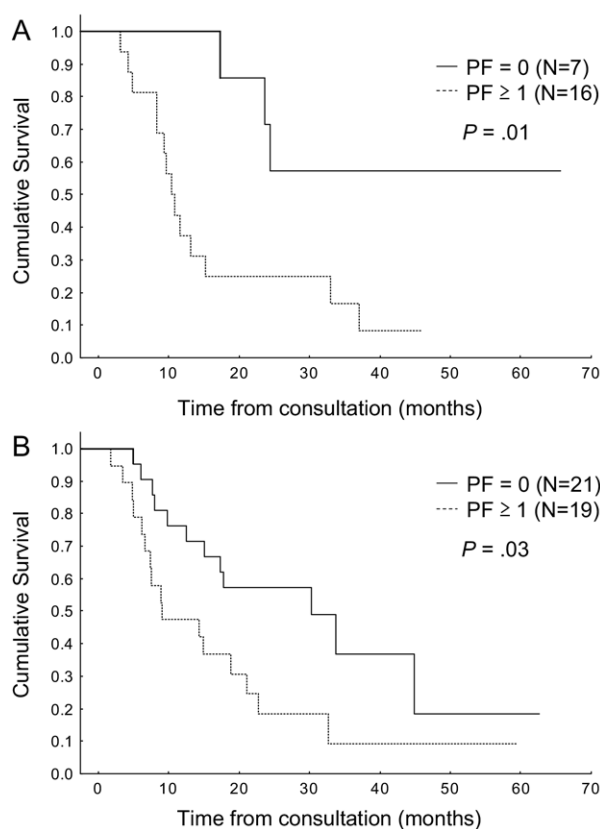 A
1.0
0.9
0.8
0.7
0.6
0.5
0.4
0.3
0.2
0.1
0.0
Cumulative Survival
PF = 0 (N=7)
PF ≥ 1 (N=16)
P = .01
0 10 20 30 40 50 60 70
Time from consultation (months)
B
1.0
0.9
0.8
0.7
0.6
0.5
0.4
0.3
0.2
0.1
0.0
Cumulative Survival
PF = 0 (N=21)
PF ≥ 1 (N=19)
P = .03
0 10 20 30 40 50 60 70
Time from consultation (months)